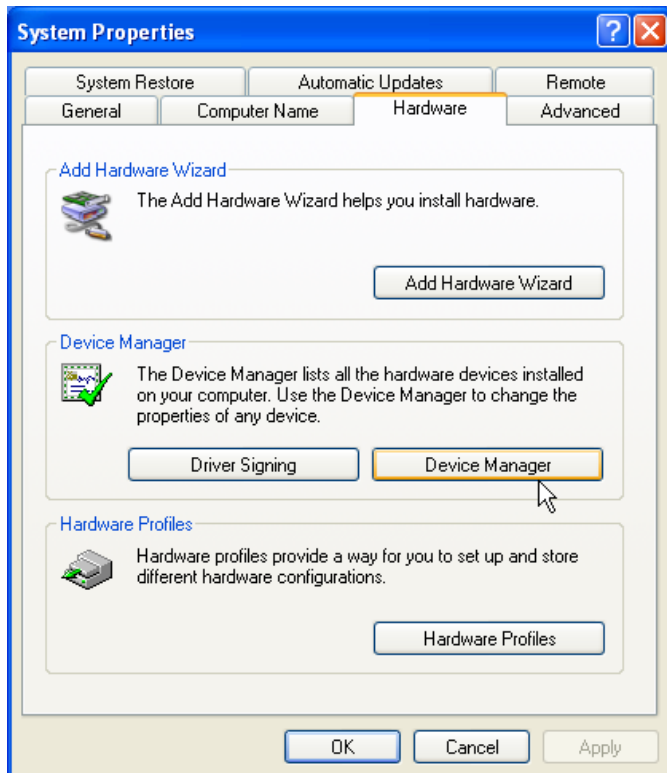 System Properties
System Restore
Automatic Updates
Remote
General
Computer Name
Hardware
Advanced
Add Hardware Wizard
The Add Hardware Wizard helps you install hardware.
Add Hardware Wizard
Device Manager
The Device Manager lists all the hardware devices installed
on your computer. Use the Device Manager to change the
properties of any device.
Driver Signing
Device Manager
Hardware Profiles
Hardware profiles provide a way for you to set up and store
different hardware configurations.
Hardware Profiles
OK
Cancel
Apply